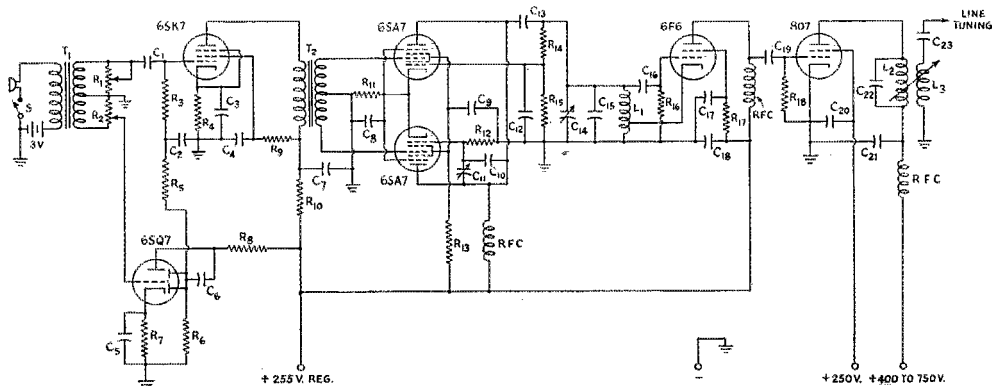 6SK7
6SA7
6F6
807
LINE TUNING
T₁
C₁
T₂
C₁₃
R₁₄
C₁₉
C₂₃
S
3V
R₁
R₂
R₃
R₄
C₃
C₂
C₄
R₉
R₁₁
C₈
C₇
C₉
R₁₂
6SA7
C₁₁
C₁₀
C₁₂
R₁₅
C₁₄
C₁₅
L₁
C₁₆
R₁₆
C₁₇
R₁₇
C₁₈
RFC
R₁₈
C₂₀
C₂₂
L₂
L₃
C₂₁
RFC
R₅
R₁₀
6SQ7
R₈
C₆
R₁₃
RFC
C₅
R₇
R₆
+255V. REG.
−
+250V.
+400 TO 750V.